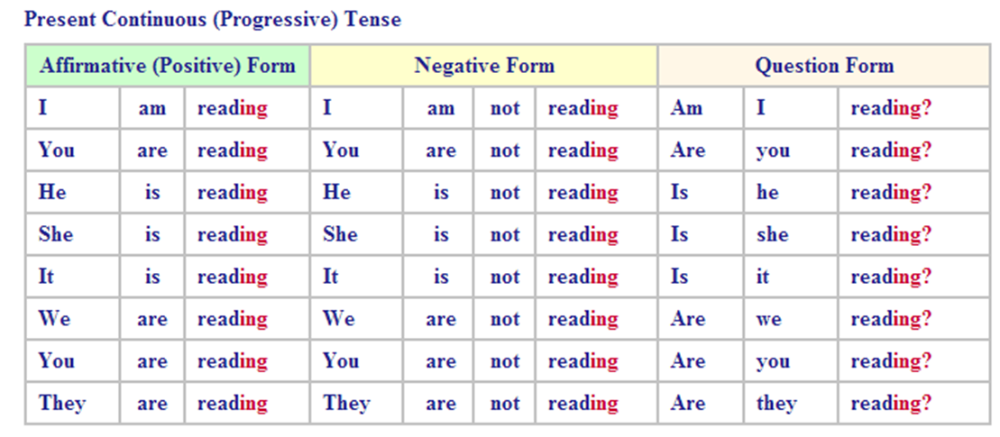 Present Continuous (Progressive) Tense
Affirmative (Positive) Form Negative Form Question Form
I am reading I am not reading Am I reading?
You are reading You are not reading Are you reading?
He is reading He is not reading Is he reading?
She is reading She is not reading Is she reading?
It is reading It is not reading Is it reading?
We are reading We are not reading Are we reading?
You are reading You are not reading Are you reading?
They are reading They are not reading Are they reading?